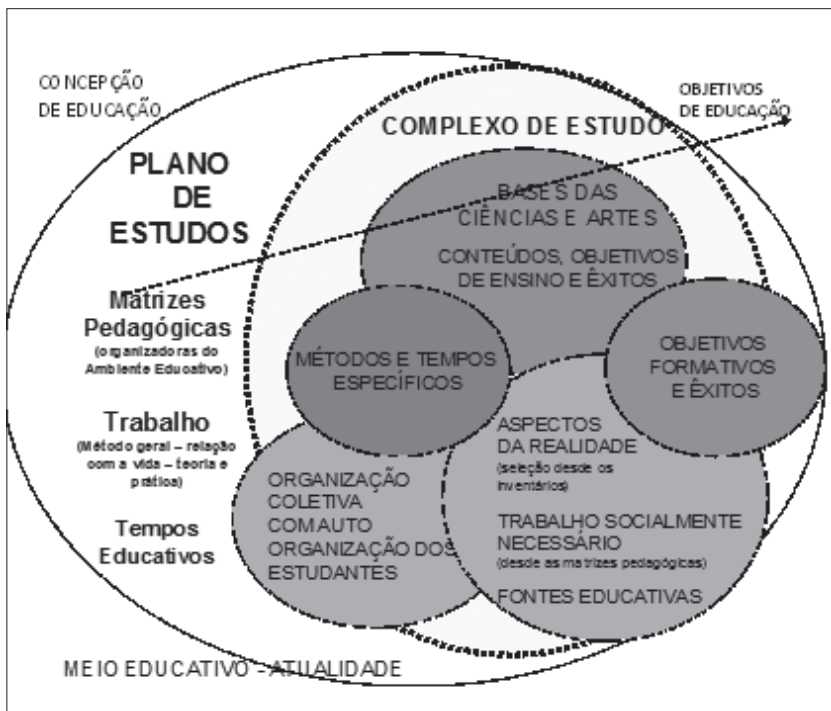 CONCEPÇÃO
DE EDUCAÇÃO
OBJETIVOS
DE EDUCAÇÃO
PLANO
DE
ESTUDOS
COMPLEXO DE ESTUDO
BASES DAS
CIÊNCIAS E ARTES
CONTEÚDOS, OBJETIVOS
DE ENSINO E ÊXITOS
Matrizes
Pedagógicas
(organizadoras do
Ambiente Educativo)
MÉTODOS E TEMPOS
ESPECÍFICOS
OBJETIVOS
FORMATIVOS
E ÊXITOS
Trabalho
(Método geral – relação
com a vida – teoria e
prática)
Tempos
Educativos
ORGANIZAÇÃO
COLETIVA
COM AUTO
ORGANIZAÇÃO DOS
ESTUDANTES
ASPECTOS
DA REALIDADE
(seleção desde os
inventários)
TRABALHO SOCIALMENTE
NECESSÁRIO
(desde as matrizes pedagógicas)
FONTES EDUCATIVAS
MEIO EDUCATIVO - ATUALIDADE